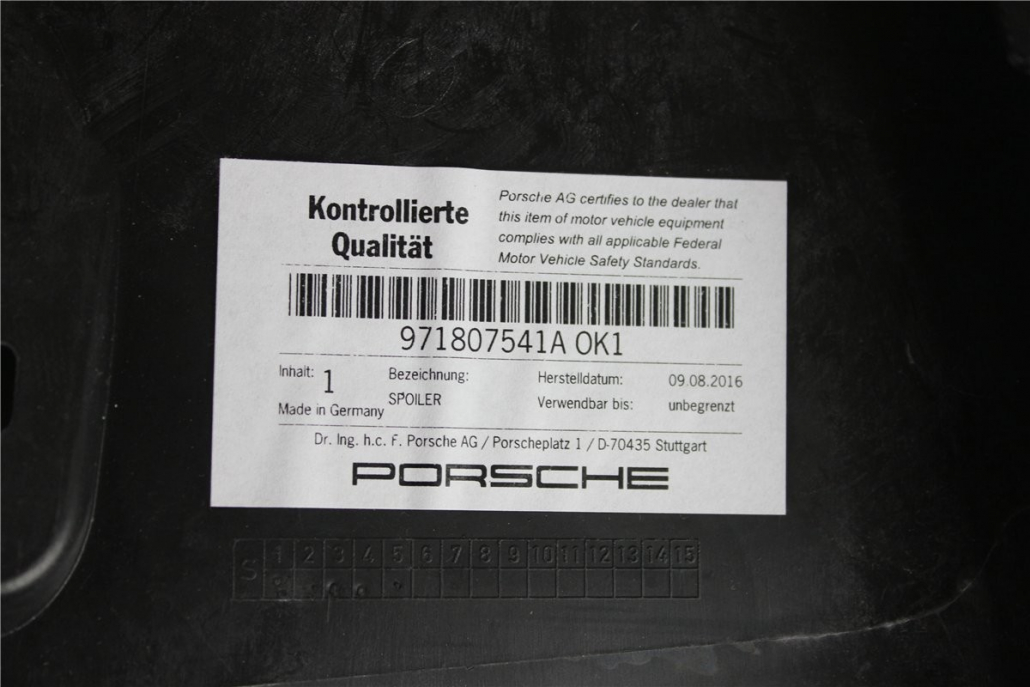 Kontrollierte
Qualität
Porsche AG certifies to the dealer that
this item of motor vehicle equipment
complies with all applicable Federal
Motor Vehicle Safety Standards.
971807541A OK1
Inhalt: 1
Made in Germany
Bezeichnung:
SPOILER
Herstelldatum: 09.08.2016
Verwendbar bis: unbegrenzt
Dr. Ing. h.c. F. Porsche AG / Porscheplatz 1 / D-70435 Stuttgart
PORSCHE
S 1 2 3 4 5 6 7 8 9 10 11 12 13 14 15